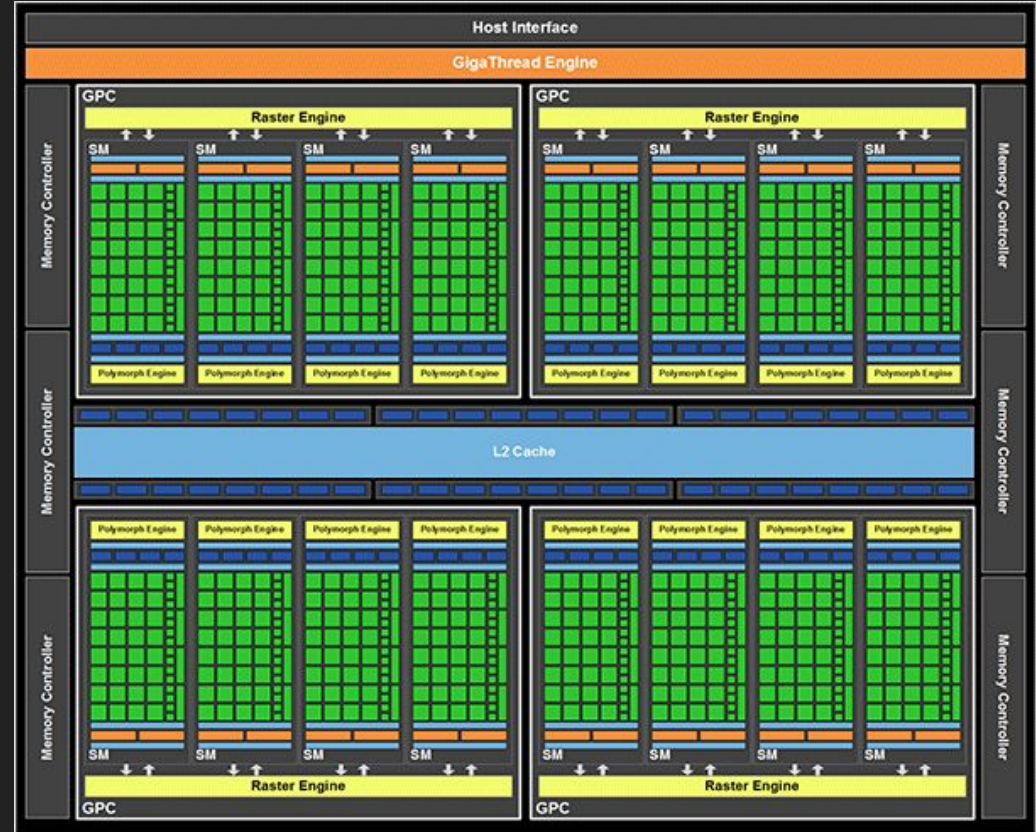 Host Interface
GigaThread Engine
GPC
GPC
Raster Engine
Raster Engine
SM
SM
SM
SM
SM
SM
SM
SM
Memory Controller
Memory Controller
Polymorph Engine
Polymorph Engine
Polymorph Engine
Polymorph Engine
Polymorph Engine
Polymorph Engine
Polymorph Engine
Polymorph Engine
Memory Controller
L2 Cache
Memory Controller
Polymorph Engine
Polymorph Engine
Polymorph Engine
Polymorph Engine
Polymorph Engine
Polymorph Engine
Polymorph Engine
Polymorph Engine
Memory Controller
Memory Controller
SM
SM
SM
SM
SM
SM
SM
SM
Raster Engine
Raster Engine
GPC
GPC